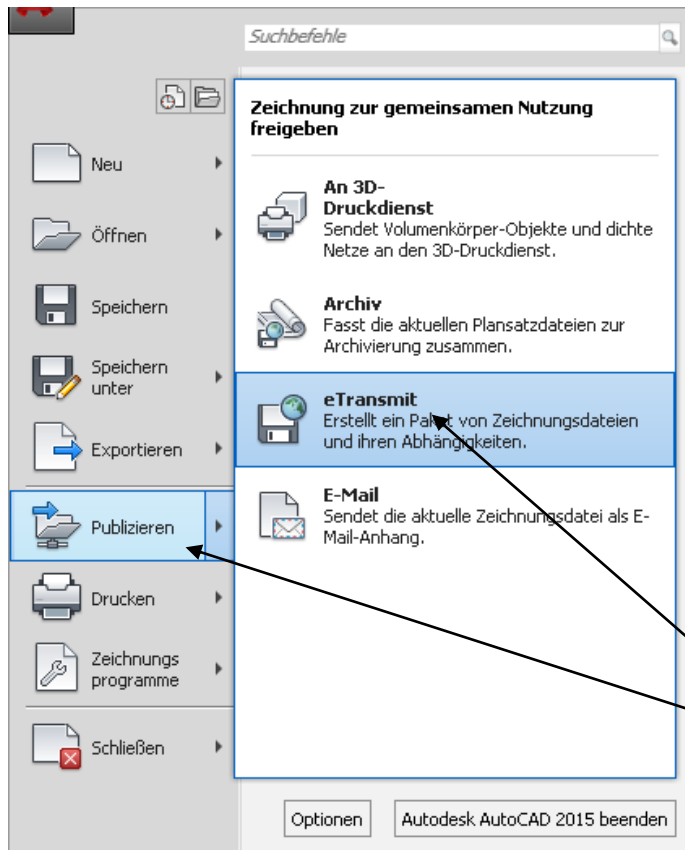 Suchbefehle
Neu
Öffnen
Speichern
Speichern
unter
Exportieren
Publizieren
Drucken
Zeichnungs
programme
Schließen
Zeichnung zur gemeinsamen Nutzung
freigeben
An 3D-
Druckdienst
Sendet Volumenkörper-Objekte und dichte
Netze an den 3D-Druckdienst.
Archiv
Fasst die aktuellen Plansatzdateien zur
Archivierung zusammen.
eTransmit
Erstellt ein Paket von Zeichnungsdateien
und ihren Abhängigkeiten.
E-Mail
Sendet die aktuelle Zeichnungsdatei als E-
Mail-Anhang.
Optionen
Autodesk AutoCAD 2015 beenden